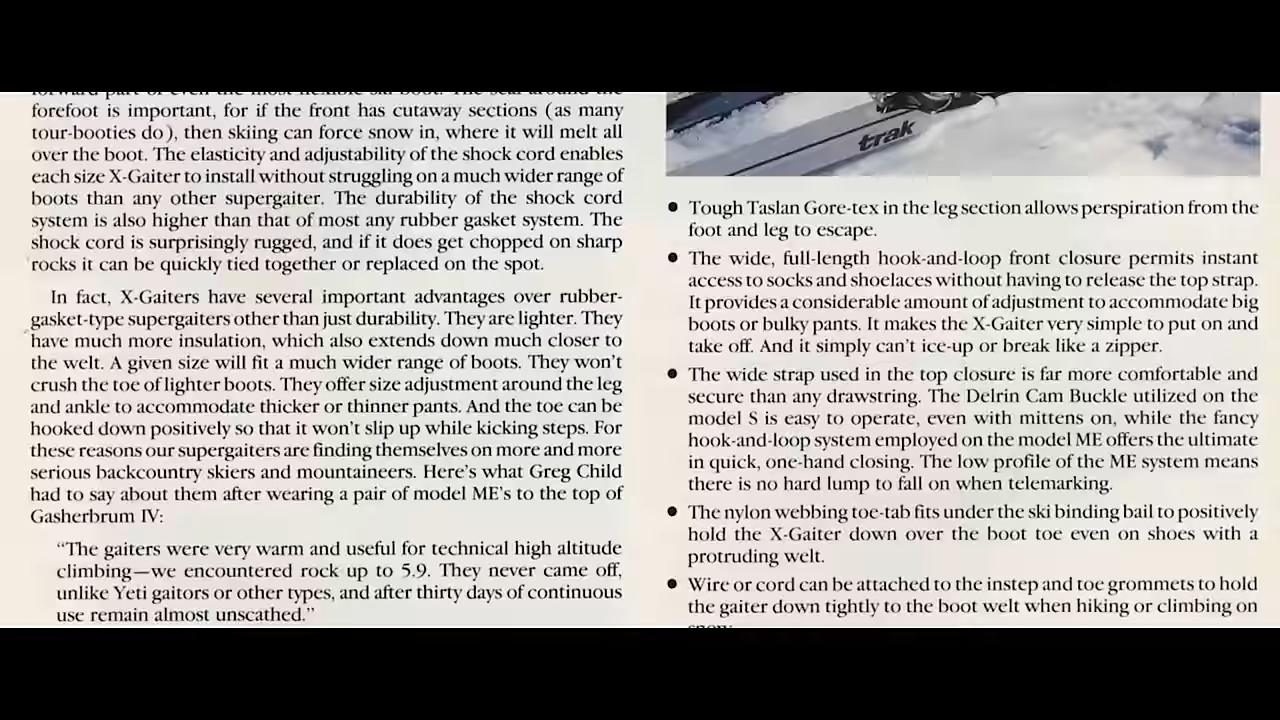 forward part of even the most flexible ski boot. The seal around the
forefoot is important, for if the front has cutaway sections (as many
tour-booties do), then skiing can force snow in, where it will melt all
over the boot. The elasticity and adjustability of the shock cord enables
each size X-Gaiter to install without struggling on a much wider range of
boots than any other supergaiter. The durability of the shock cord
system is also higher than that of most any rubber gasket system. The
shock cord is surprisingly rugged, and if it does get chopped on sharp
rocks it can be quickly tied together or replaced on the spot.
In fact, X-Gaiters have several important advantages over rubber-
gasket-type supergaiters other than just durability. They are lighter. They
have much more insulation, which also extends down much closer to
the welt. A given size will fit a much wider range of boots. They won't
crush the toe of lighter boots. They offer size adjustment around the leg
and ankle to accommodate thicker or thinner pants. And the toe can be
hooked down positively so that it won't slip up while kicking steps. For
these reasons our supergaiters are finding themselves on more and more
serious backcountry skiers and mountaineers. Here's what Greg Child
had to say about them after wearing a pair of model ME's to the top of
Gasherbrum IV:
"The gaiters were very warm and useful for technical high altitude
climbing—we encountered rock up to 5.9. They never came off,
unlike Yeti gaitors or other types, and after thirty days of continuous
use remain almost unscathed."
trak
● Tough Taslan Gore-tex in the leg section allows perspiration from the
foot and leg to escape.
● The wide, full-length hook-and-loop front closure permits instant
access to socks and shoelaces without having to release the top strap.
It provides a considerable amount of adjustment to accommodate big
boots or bulky pants. It makes the X-Gaiter very simple to put on and
take off. And it simply can't ice-up or break like a zipper.
● The wide strap used in the top closure is far more comfortable and
secure than any drawstring. The Delrin Cam Buckle utilized on the
model S is easy to operate, even with mittens on, while the fancy
hook-and-loop system employed on the model ME offers the ultimate
in quick, one-hand closing. The low profile of the ME system means
there is no hard lump to fall on when telemarking.
● The nylon webbing toe-tab fits under the ski binding bail to positively
hold the X-Gaiter down over the boot toe even on shoes with a
protruding welt.
● Wire or cord can be attached to the instep and toe grommets to hold
the gaiter down tightly to the boot welt when hiking or climbing on
snow.